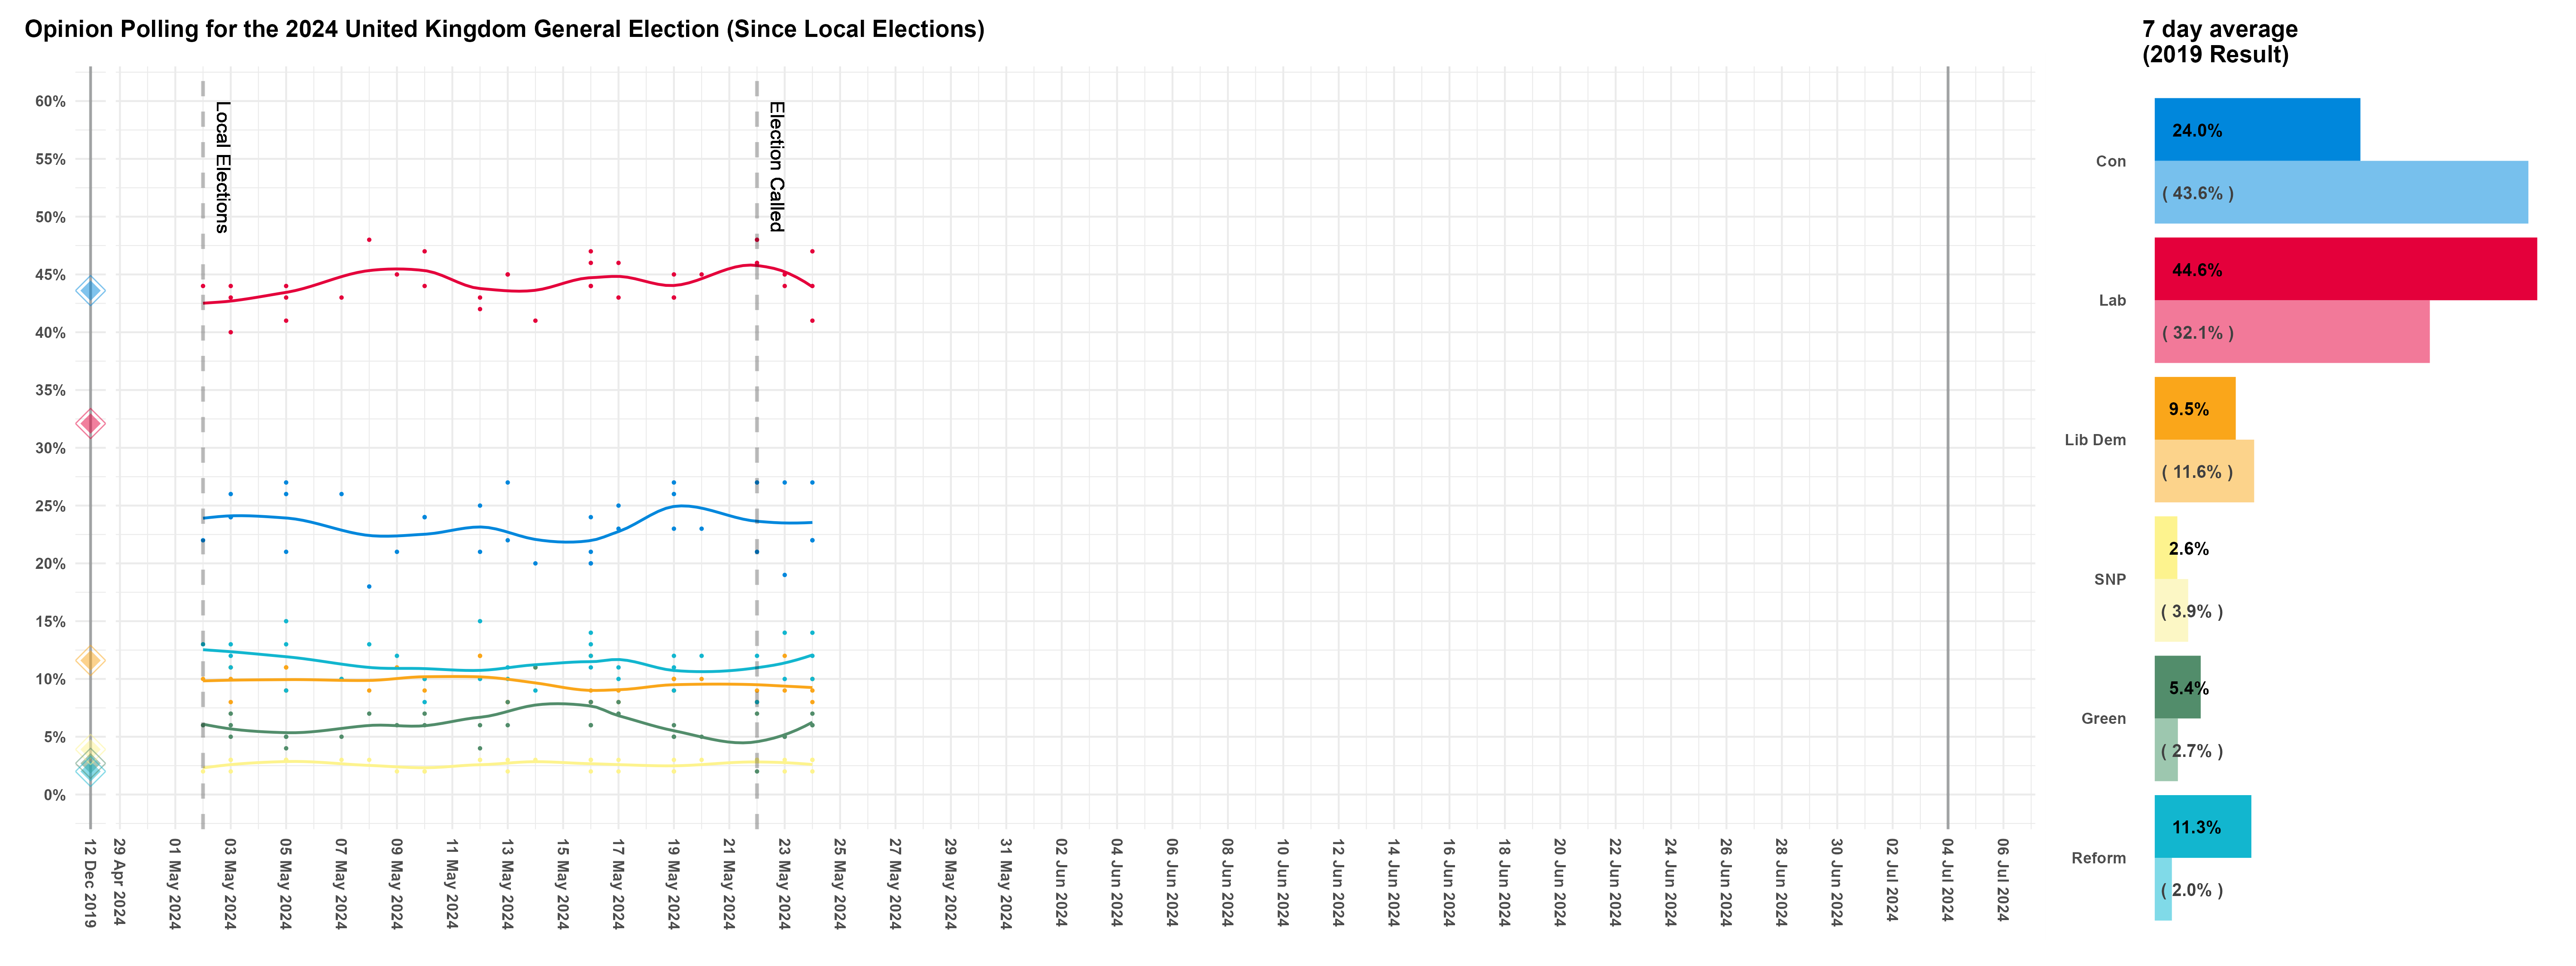 Opinion Polling for the 2024 United Kingdom General Election (Since Local Elections)
60%
55%
50%
45%
40%
35%
30%
25%
20%
15%
10%
5%
0%
Local Elections
Election Called
12 Dec 2019
29 Apr 2024
01 May 2024
03 May 2024
05 May 2024
07 May 2024
09 May 2024
11 May 2024
13 May 2024
15 May 2024
17 May 2024
19 May 2024
21 May 2024
23 May 2024
25 May 2024
27 May 2024
29 May 2024
31 May 2024
02 Jun 2024
04 Jun 2024
06 Jun 2024
08 Jun 2024
10 Jun 2024
12 Jun 2024
14 Jun 2024
16 Jun 2024
18 Jun 2024
20 Jun 2024
22 Jun 2024
24 Jun 2024
26 Jun 2024
28 Jun 2024
30 Jun 2024
02 Jul 2024
04 Jul 2024
06 Jul 2024
7 day average
(2019 Result)
Con
24.0%
( 43.6% )
Lab
44.6%
( 32.1% )
Lib Dem
9.5%
( 11.6% )
SNP
2.6%
( 3.9% )
Green
5.4%
( 2.7% )
Reform
11.3%
( 2.0% )